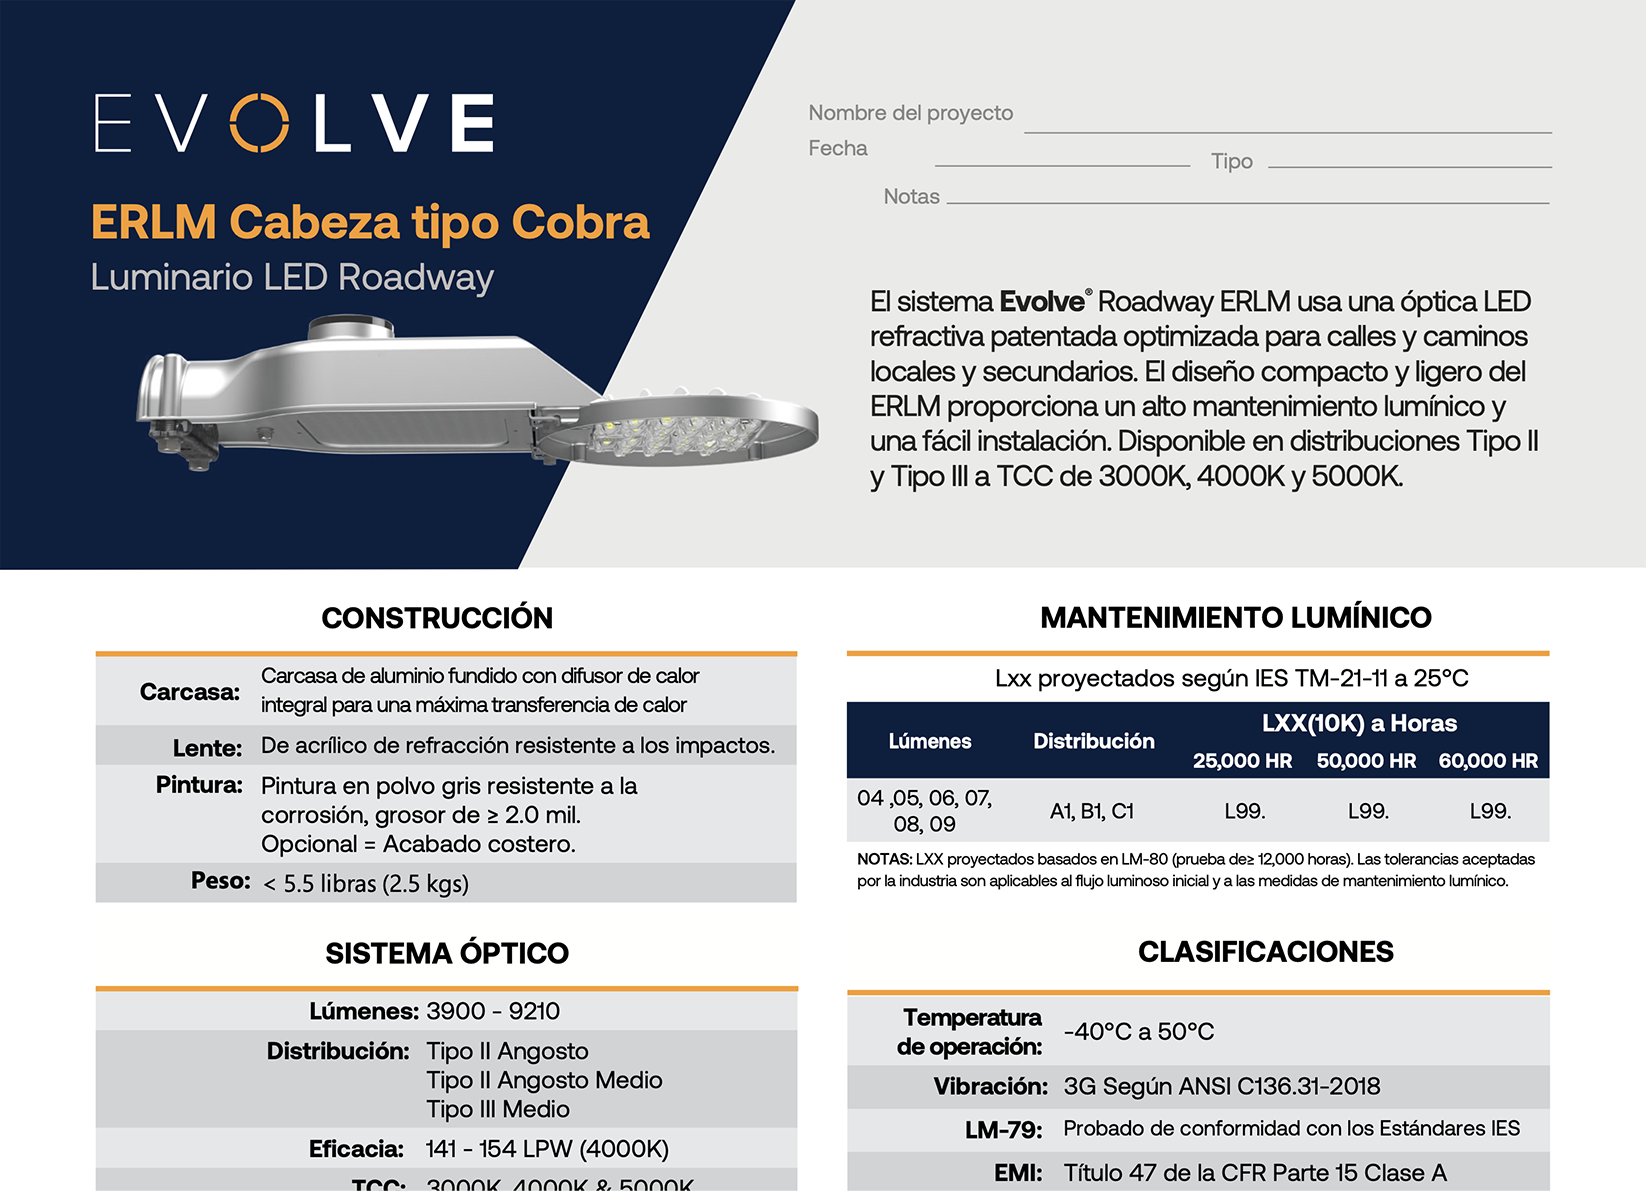 EVOLVE
ERLM Cabeza tipo Cobra
Luminario LED Roadway
Nombre del proyecto
Fecha
Tipo
Notas
El sistema Evolve® Roadway ERLM usa una óptica LED
refractiva patentada optimizada para calles y caminos
locales y secundarios. El diseño compacto y ligero del
ERLM proporciona un alto mantenimiento lumínico y
una fácil instalación. Disponible en distribuciones Tipo II
y Tipo III a TCC de 3000K, 4000K y 5000K.
CONSTRUCCIÓN
Carcasa: Carcasa de aluminio fundido con difusor de calor
integral para una máxima transferencia de calor
Lente: De acrílico de refracción resistente a los impactos.
Pintura: Pintura en polvo gris resistente a la
corrosión, grosor de ≥ 2.0 mil.
Opcional = Acabado costero.
Peso: < 5.5 libras (2.5 kgs)
SISTEMA ÓPTICO
Lúmenes: 3900 - 9210
Distribución: Tipo II Angosto
Tipo II Angosto Medio
Tipo III Medio
Eficacia: 141 - 154 LPW (4000K)
TCC: 3000K, 4000K & 5000K
MANTENIMIENTO LUMÍNICO
Lxx proyectados según IES TM-21-11 a 25°C
Lúmenes Distribución LXX(10K) a Horas
25,000 HR 50,000 HR 60,000 HR
04 ,05, 06, 07,
08, 09 A1, B1, C1 L99. L99. L99.
NOTAS: LXX proyectados basados en LM-80 (prueba de≥ 12,000 horas). Las tolerancias aceptadas
por la industria son aplicables al flujo luminoso inicial y a las medidas de mantenimiento lumínico.
CLASIFICACIONES
Temperatura
de operación: -40°C a 50°C
Vibración: 3G Según ANSI C136.31-2018
LM-79: Probado de conformidad con los Estándares IES
EMI: Título 47 de la CFR Parte 15 Clase A